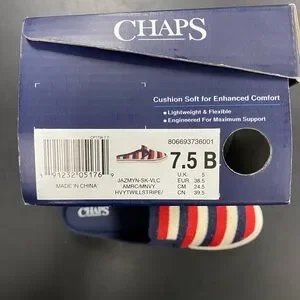 CHAPS
Cushion Soft for Enhanced Comfort
• Lightweight & Flexible
• Engineered For Maximum Support
806693736001
7.5 B
U.K. 5
EUR 38.5
CM 24.5
CN 39.5
JAZMYN-SK-VLC
AMRC/MNVY
HVYTWILLSTRIPE/
91232051769
MADE IN CHINA
CHAPS